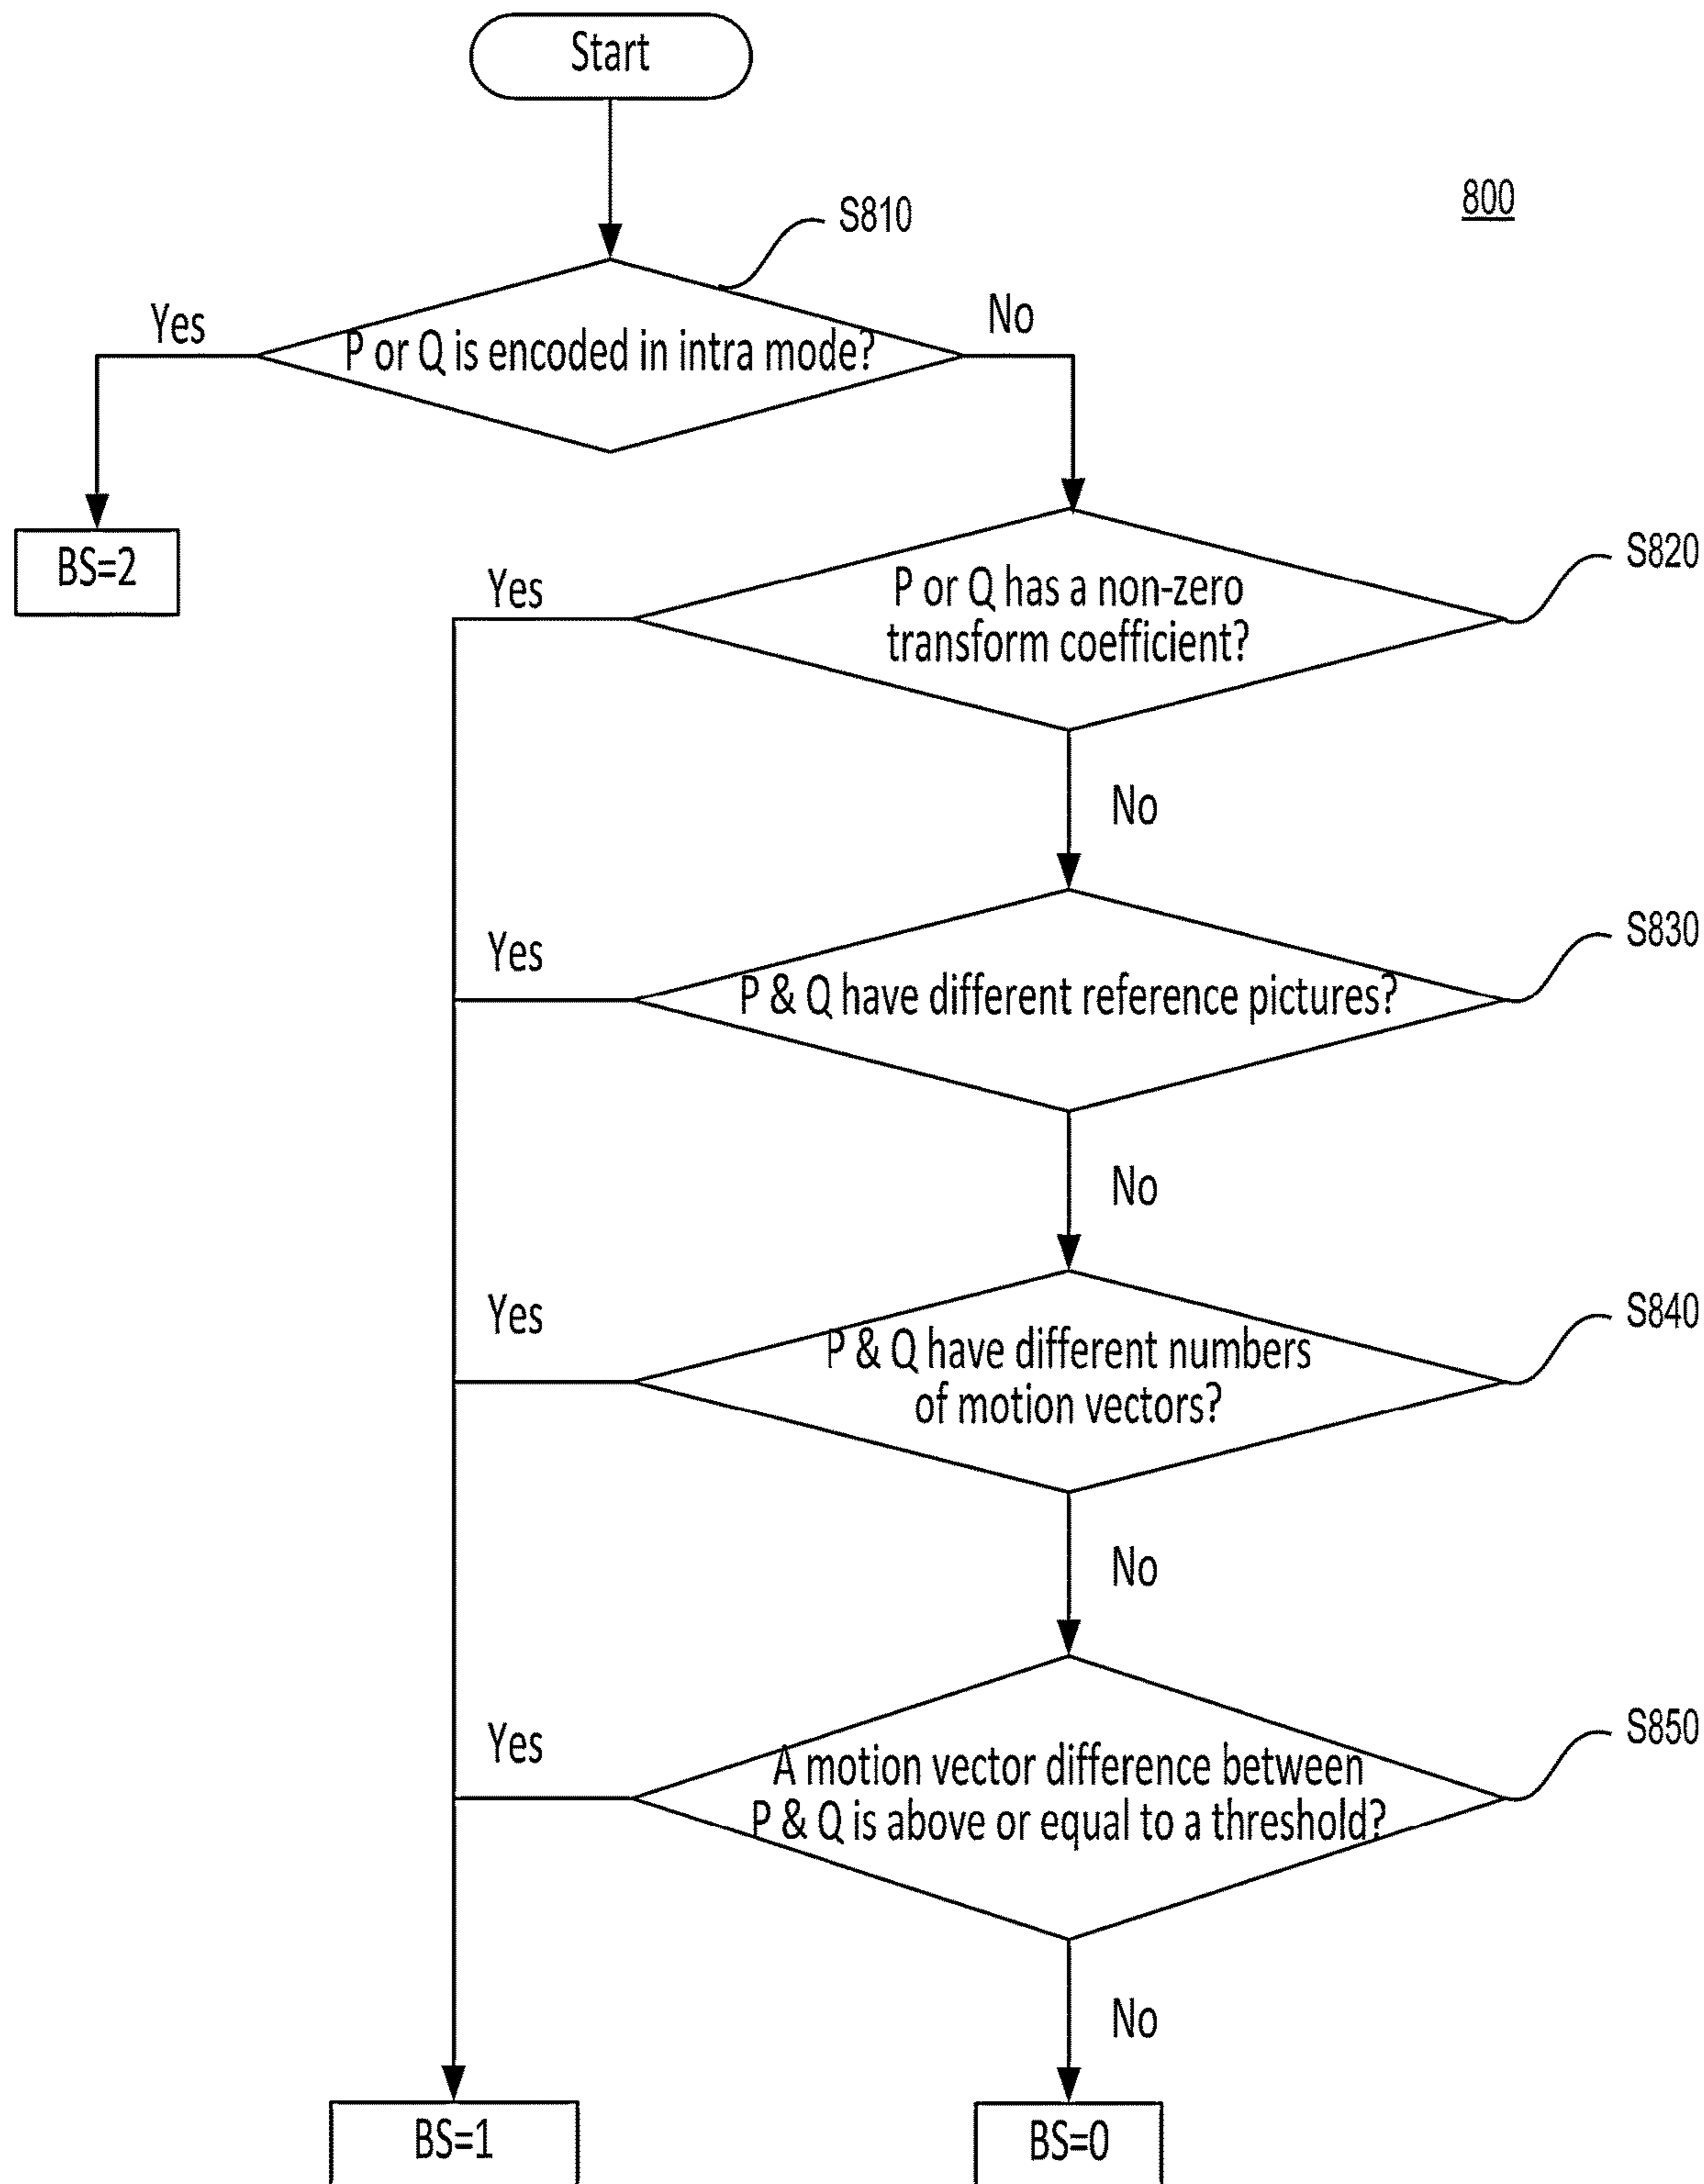 Start
800
S810
Yes
No
P or Q is encoded in intra mode?
BS=2
S820
Yes
P or Q has a non-zero
transform coefficient?
No
S830
Yes
P & Q have different reference pictures?
No
S840
Yes
P & Q have different numbers
of motion vectors?
No
S850
Yes
A motion vector difference between
P & Q is above or equal to a threshold?
No
BS=1
BS=0